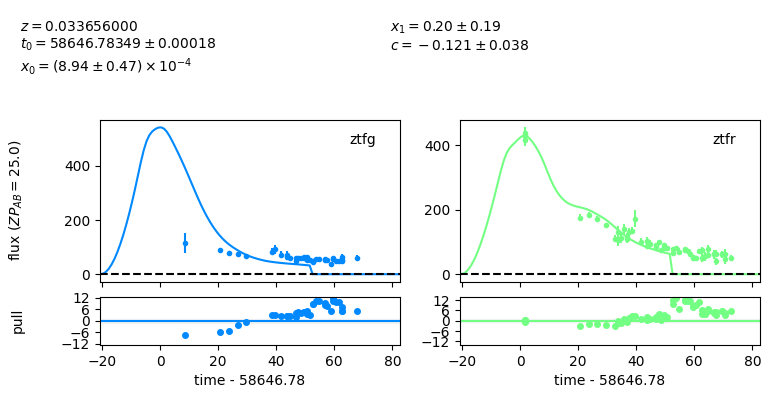 z = 0.033656000
t₀ = 58646.78349 ± 0.00018
x₀ = (8.94 ± 0.47) × 10⁻⁴
x₁ = 0.20 ± 0.19
c = −0.121 ± 0.038
flux (ZP_AB = 25.0)
ztfg
400
200
0
ztfr
400
200
0
pull
12
6
0
−6
−12
−20 0 20 40 60 80
time - 58646.78
12
6
0
−6
−12
−20 0 20 40 60 80
time - 58646.78